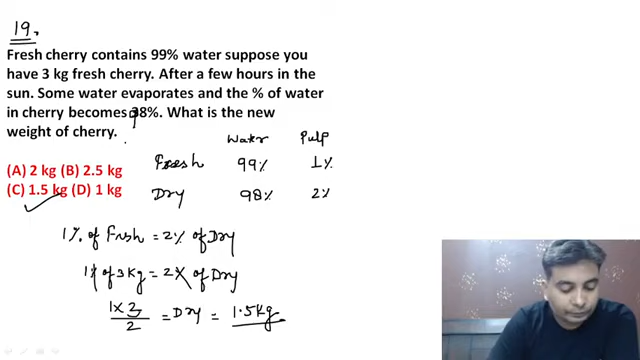 19.
Fresh cherry contains 99% water suppose you
have 3 kg fresh cherry. After a few hours in the
sun. Some water evaporates and the % of water
in cherry becomes 98%. What is the new
weight of cherry.
Water Pulp
Fresh 99% 1%
(A) 2 kg (B) 2.5 kg
(C) 1.5 kg (D) 1 kg
Dry 98% 2%
1% of Fresh = 2% of Dry
1% of 3 kg = 2% of Dry
1 x 3 / 2 = Dry = 1.5 kg